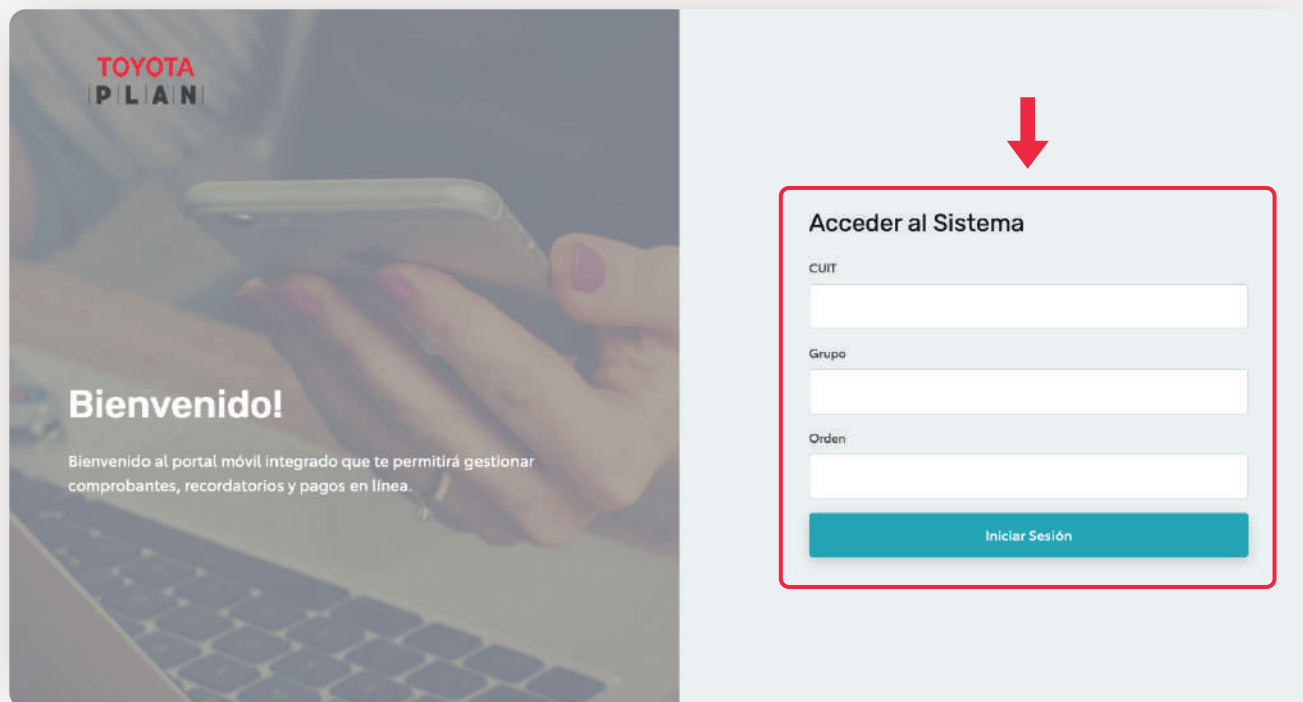 TOYOTA
PLAN
Bienvenido!
Bienvenido al portal móvil integrado que te permitirá gestionar
comprobantes, recordatorios y pagos en línea.
Acceder al Sistema
CUIT
Grupo
Orden
Iniciar Sesión